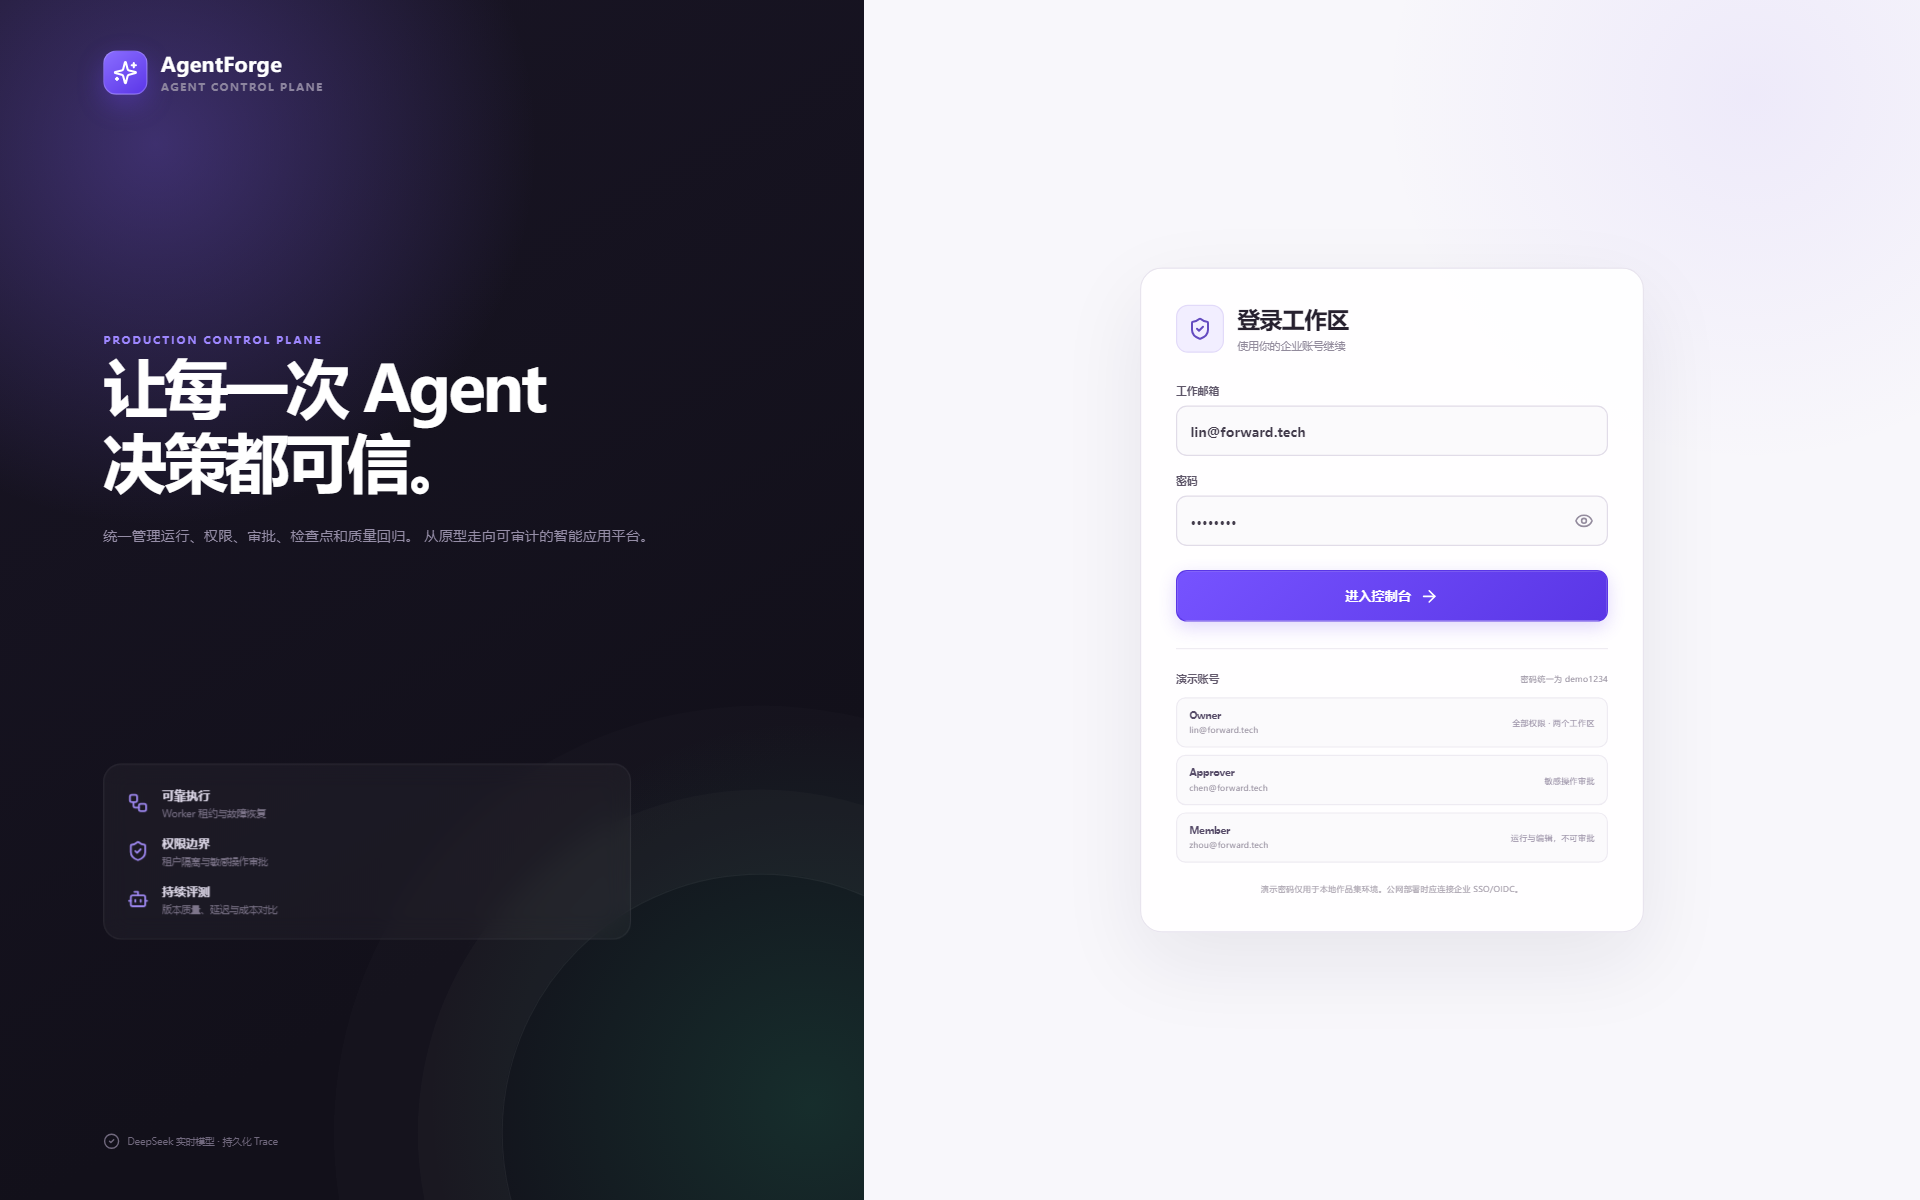 AgentForge
AGENT CONTROL PLANE
PRODUCTION CONTROL PLANE
让每一次 Agent
决策都可信。
统一管理运行、权限、审批、检查点和质量回归。 从原型走向可审计的智能应用平台。
可靠执行
Worker 租约与故障恢复
权限边界
租户隔离与敏感操作审批
持续评测
版本质量、延迟与成本对比
DeepSeek 实时模型 · 持久化 Trace
登录工作区
使用你的企业账号继续
工作邮箱
lin@forward.tech
密码
••••••••
进入控制台
演示账号 密码统一为 demo1234
Owner
lin@forward.tech
全部权限 · 两个工作区
Approver
chen@forward.tech
敏感操作审批
Member
zhou@forward.tech
运行与编辑，不可审批
演示密码仅用于本地作品集环境。公网部署时应连接企业 SSO/OIDC。